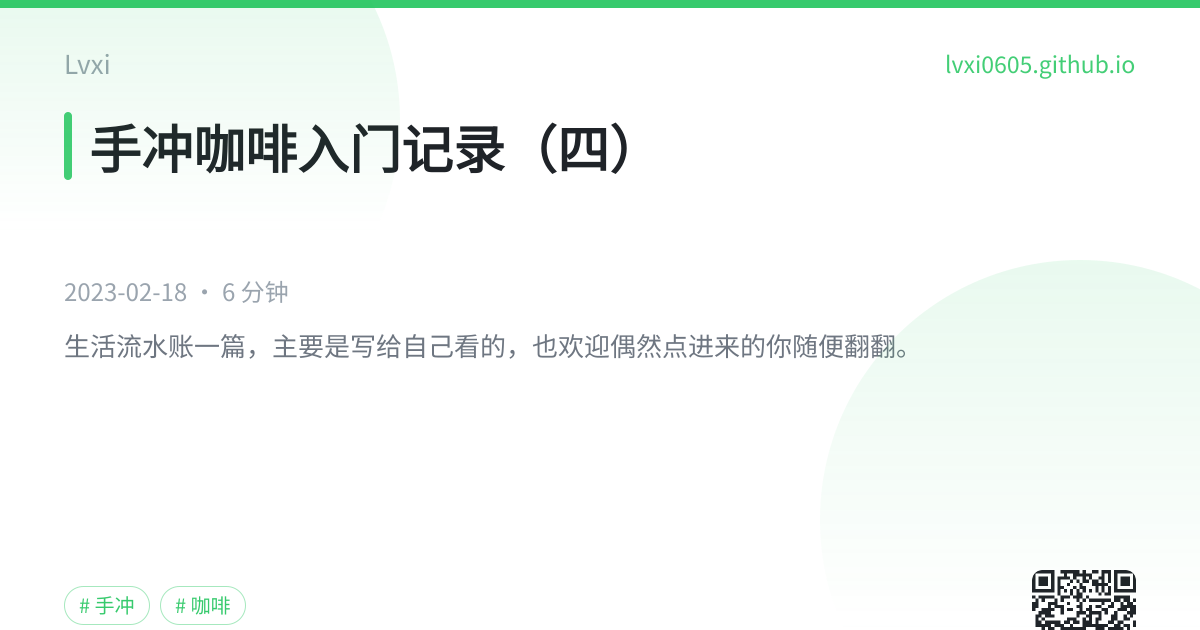 Lvxi
lvxi0605.github.io
手冲咖啡入门记录（四）
2023-02-18 · 6 分钟
生活流水账一篇，主要是写给自己看的，也欢迎偶然点进来的你随便翻翻。
# 手冲
# 咖啡